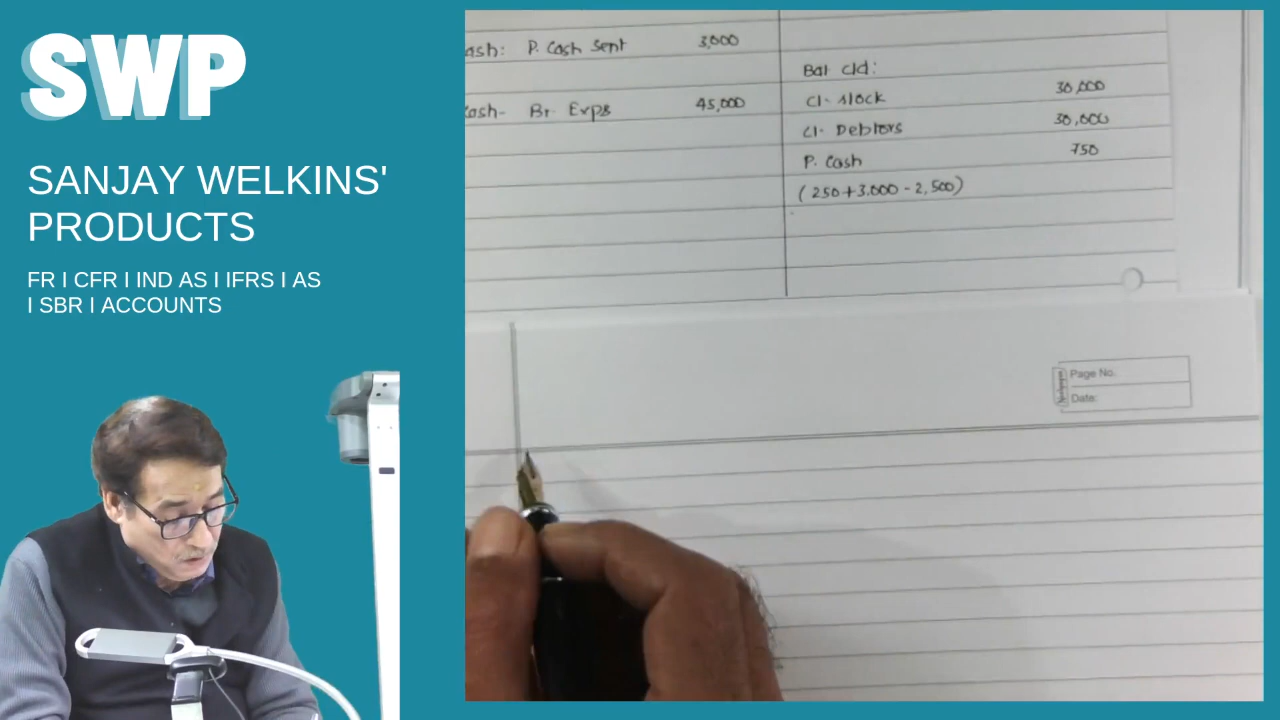 SWP
SANJAY WELKINS'
PRODUCTS
FR I CFR I IND AS I IFRS I AS
I SBR I ACCOUNTS
ash: P. Cash Sent 3,000
Cash- Br. Exps 45,000
Bal c/d:
Cl. stock 30,000
Cl. Debtors 30,000
P. Cash 750
(250+3,000-2,500)
Page No.
Date: